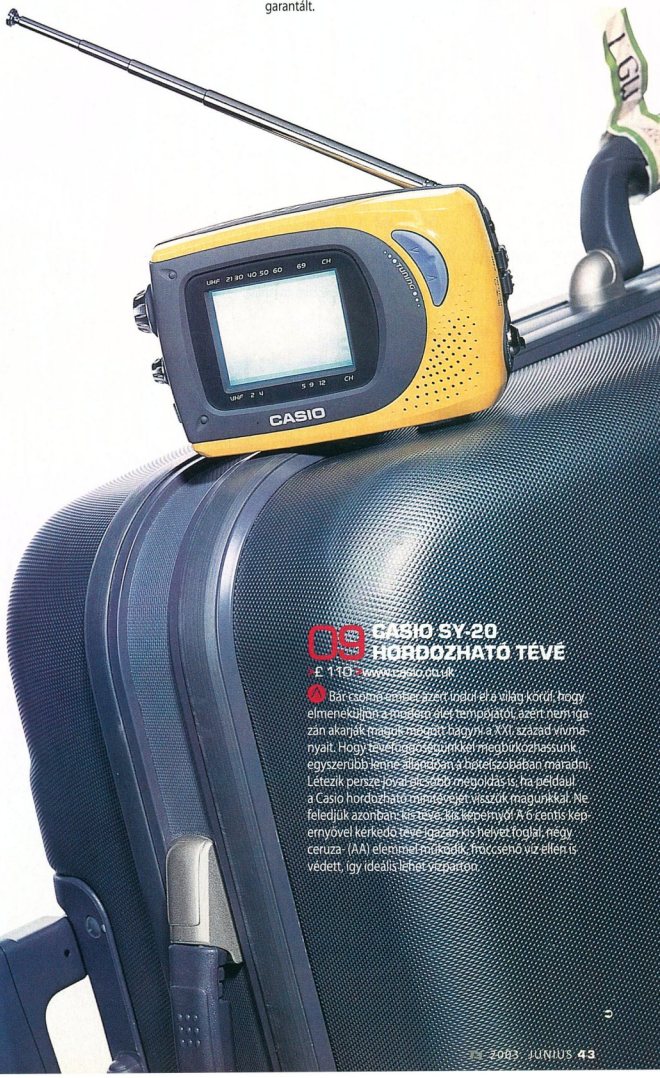 garantált.
I GW
UHF 21 30 40 50 60 69 CH
TUNING
VHF 2 4 5 9 12 CH
CASIO
09 CASIO SY-20
HORDOZHATÓ TÉVÉ
£ 110 www.casio.co.uk
Bár csomó ember azért indul el a világ körül, hogy
elmeneküljön a modern élet tempójától, azért nem iga
zán akarják maguk mögött hagyni a XXI. század vívmá-
nyait. Hogy tévéfüggőségünkkel megbirkózhassunk,
egyszerűbb lenne állandóan a hotelszobában maradni.
Létezik persze jóval olcsóbb megoldás is, ha például
a Casio hordozható minitévéjét visszük magunkkal. Ne
feledjük azonban: kis tévé, kis képernyő! A 6 centis kép-
ernyővel kérkedő tévé igazán kis helyet foglal, négy
ceruza- (AA) elemmel működik, fröccsenő víz ellen is
védett, így ideális lehet vízparton.
2003 JÚNIUS 43